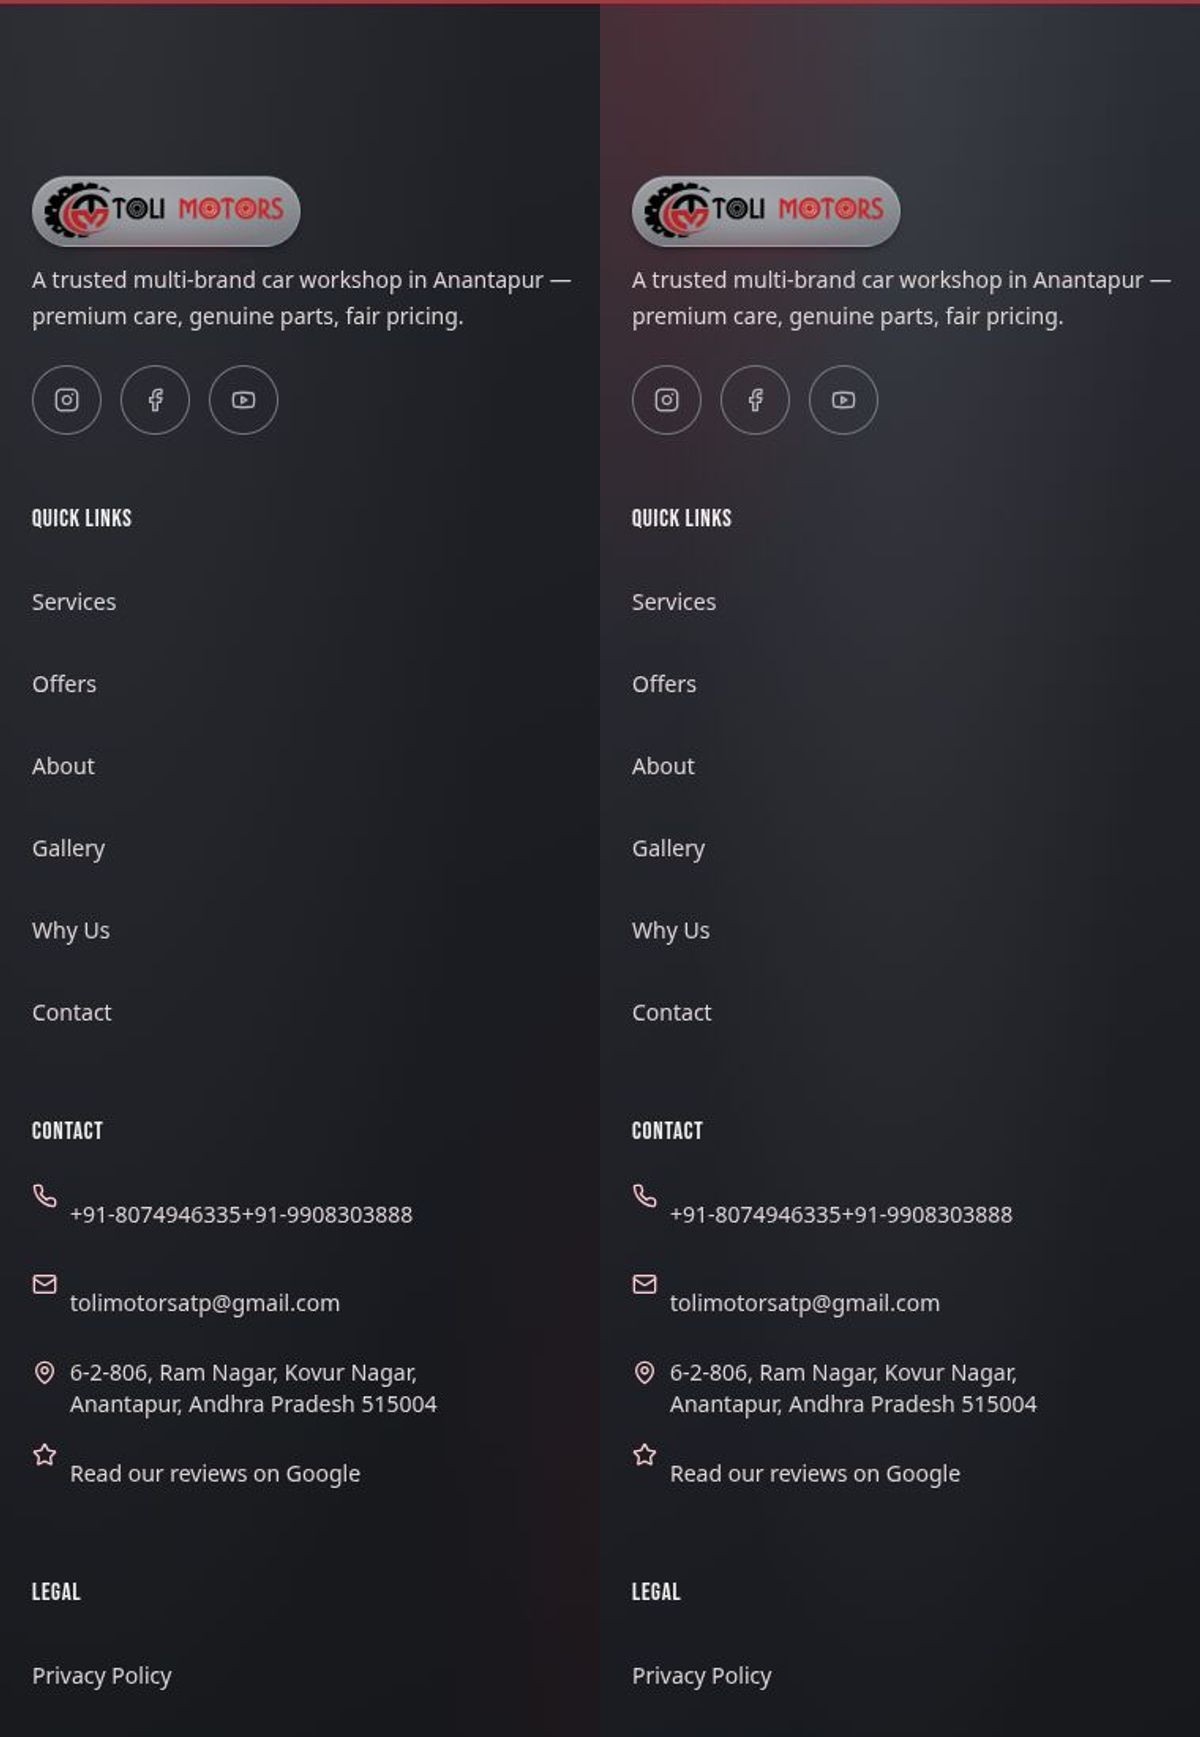 TOLI MOTORS
A trusted multi-brand car workshop in Anantapur —
premium care, genuine parts, fair pricing.
QUICK LINKS
Services
Offers
About
Gallery
Why Us
Contact
CONTACT
+91-8074946335+91-9908303888
tolimotorsatp@gmail.com
6-2-806, Ram Nagar, Kovur Nagar,
Anantapur, Andhra Pradesh 515004
Read our reviews on Google
LEGAL
Privacy Policy
TOLI MOTORS
A trusted multi-brand car workshop in Anantapur —
premium care, genuine parts, fair pricing.
QUICK LINKS
Services
Offers
About
Gallery
Why Us
Contact
CONTACT
+91-8074946335+91-9908303888
tolimotorsatp@gmail.com
6-2-806, Ram Nagar, Kovur Nagar,
Anantapur, Andhra Pradesh 515004
Read our reviews on Google
LEGAL
Privacy Policy